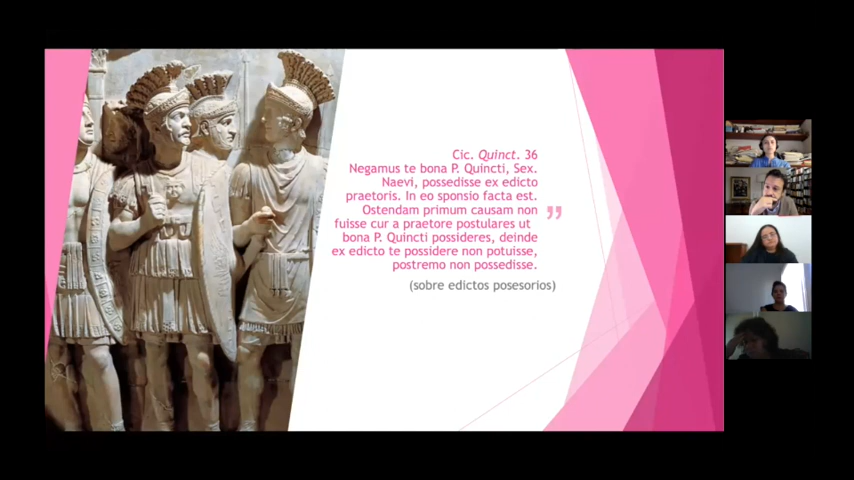 Cic. Quinct. 36
Negamus te bona P. Quincti, Sex.
Naevi, possedisse ex edicto
praetoris. In eo sponsio facta est.
Ostendam primum causam non
fuisse cur a praetore postulares ut
bona P. Quincti possideres, deinde
ex edicto te possidere non potuisse,
postremo non possedisse.
”
(sobre edictos posesorios)